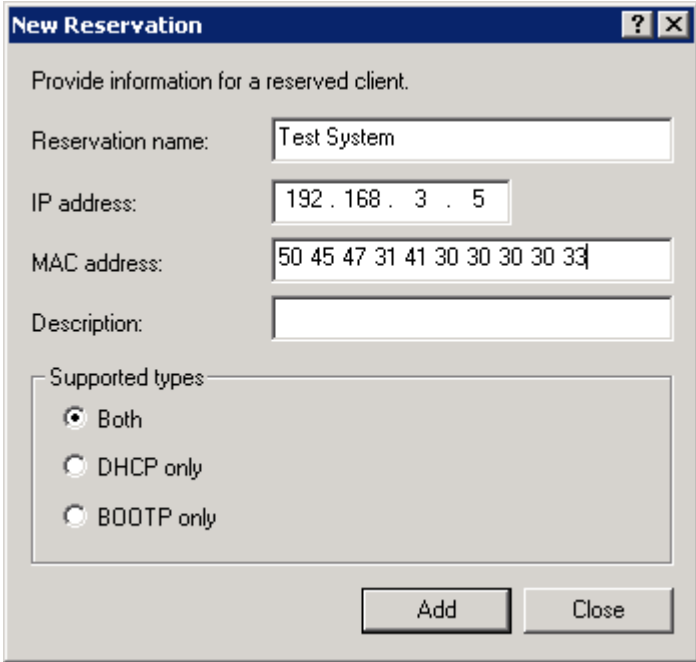 New Reservation
Provide information for a reserved client.
Reservation name: Test System
IP address: 192 . 168 . 3 . 5
MAC address: 50 45 47 31 41 30 30 30 30 33
Description:
Supported types
Both
DHCP only
BOOTP only
Add Close